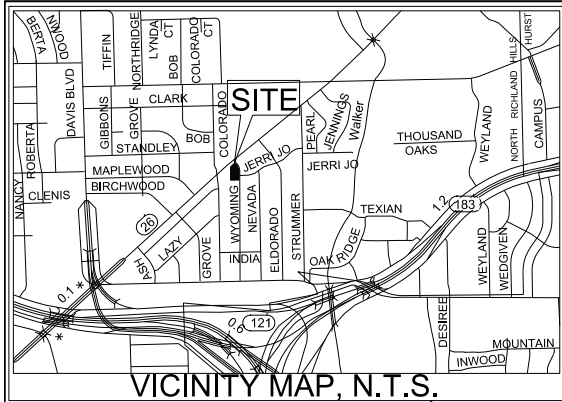 BERTA
NWOOD
DAVIS BLVD
TIFFIN
NORTHRIDGE
LYNDA
BOB CT
COLORADO CT
HILLS
HURST
CLARK
SITE
GIBBONS
GROVE
BOB
COLORADO
PEARL
JENNINGS
Walker
NORTH RICHLAND
CAMPUS
WEYLAND
THOUSAND
OAKS
ROBERTA
STANDLEY
MAPLEWOOD
BIRCHWOOD
JERRI JO
JERRI JO
NANCY
CLENIS
WYOMING
NEVADA
ELDORADO
STRUMMER
TEXIAN
1.2
183
26
ASH
LAZY
GROVE
INDIA
OAK RIDGE
WEYLAND
WEDGIVEN
0.1 *
*
0.6
121
DESIREE
MOUNTAIN
INWOOD
VICINITY MAP, N.T.S.